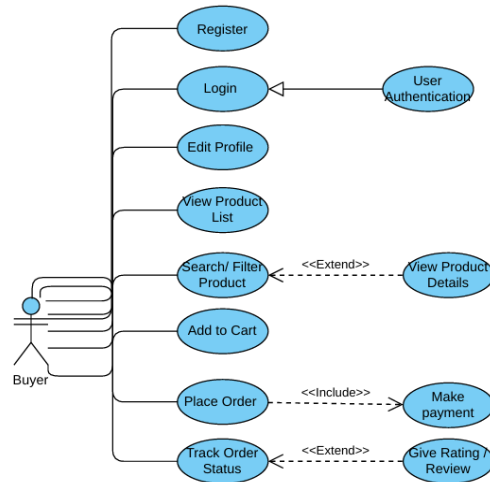 Register
Login
User
Authentication
Edit Profile
View Product
List
Search/ Filter
Product
<<Extend>>
View Product
Details
Add to Cart
Buyer
Place Order
<<Include>>
Make
payment
Track Order
Status
<<Extend>>
Give Rating /
Review